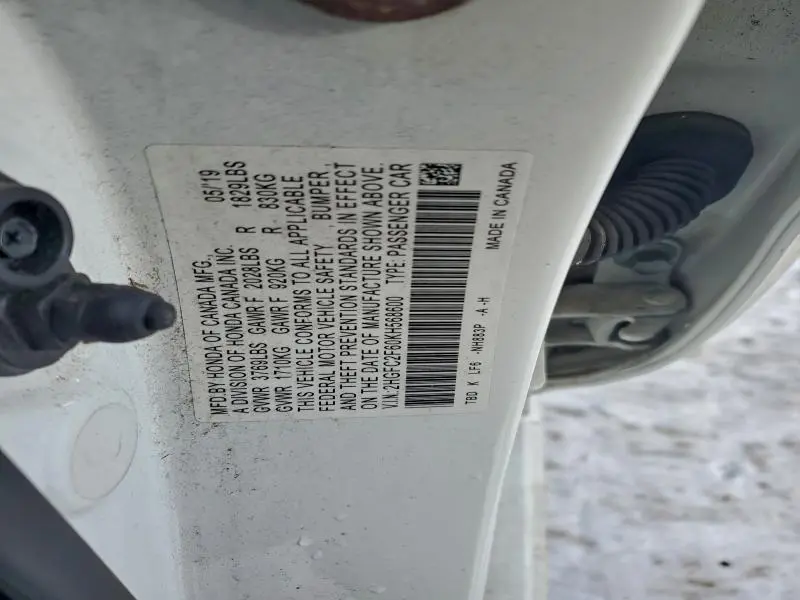 MFD.BY HONDA OF CANADA MFG., 05/'19
A DIVISION OF HONDA CANADA INC.
GVWR 3769LBS GAWR F 2028LBS R 1829LBS
GVWR 1710KG GAWR F 920KG R 830KG
THIS VEHICLE CONFORMS TO ALL APPLICABLE
FEDERAL MOTOR VEHICLE SAFETY, BUMPER,
AND THEFT PREVENTION STANDARDS IN EFFECT
ON THE DATE OF MANUFACTURE SHOWN ABOVE.
V.I.N: 2HGFC2F60KH568600 TYPE: PASSENGER CAR
TBD K LF6 -NH883P -A-H
MADE IN CANADA